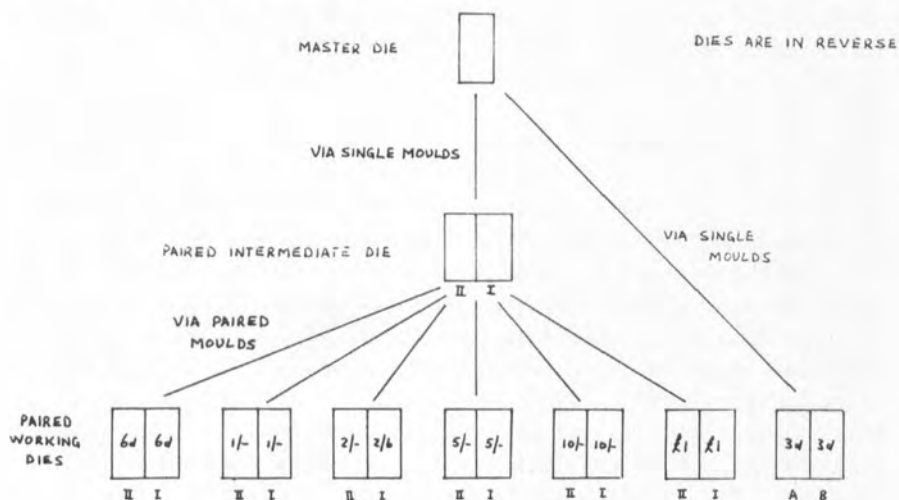 MASTER DIE
DIES ARE IN REVERSE
VIA SINGLE MOULDS
VIA SINGLE
MOULDS
PAIRED INTERMEDIATE DIE
II I
VIA PAIRED
MOULDS
PAIRED
WORKING
DIES
6d 6d 1/- 1/- 2/- 2/6 5/- 5/- 10/- 10/- £1 £1 3d 3d
II I II I II I II I II I II I A B